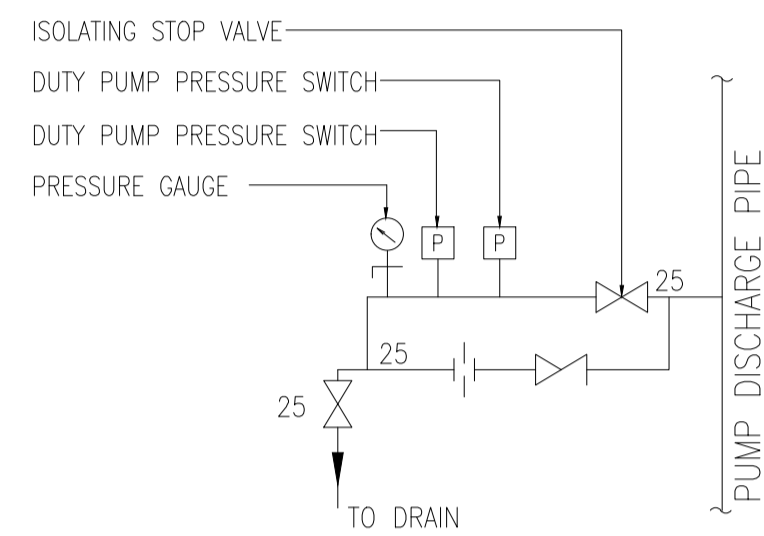 ISOLATING STOP VALVE
DUTY PUMP PRESSURE SWITCH
DUTY PUMP PRESSURE SWITCH
PRESSURE GAUGE
P
P
25
25
25
TO DRAIN
PUMP DISCHARGE PIPE